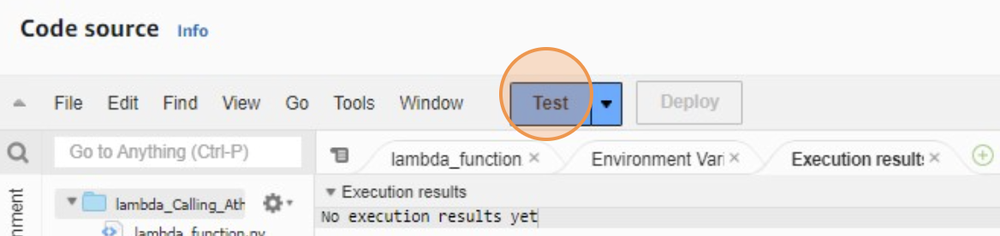 Code source Info
File Edit Find View Go Tools Window Test Deploy
Go to Anything (Ctrl-P)
lambda_function
Environment Vari
Execution results
Execution results
No execution results yet
lambda_Calling_Ath
lambda_function.py
nment